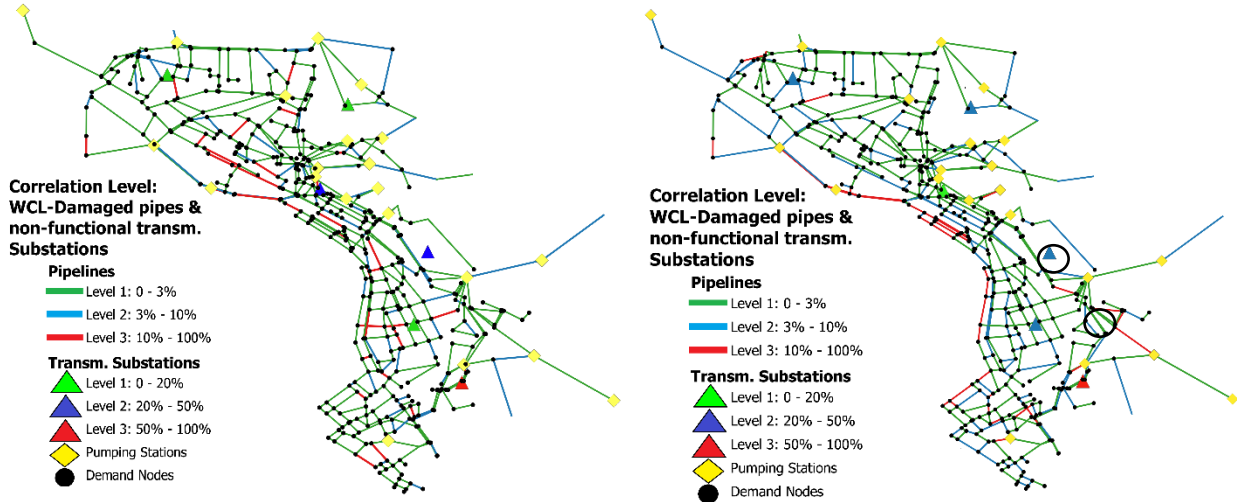 Correlation Level:
WCL-Damaged pipes &
non-functional transm.
Substations
Pipelines
Level 1: 0 - 3%
Level 2: 3% - 10%
Level 3: 10% - 100%
Transm. Substations
Level 1: 0 - 20%
Level 2: 20% - 50%
Level 3: 50% - 100%
Pumping Stations
Demand Nodes
Correlation Level:
WCL-Damaged pipes &
non-functional transm.
Substations
Pipelines
Level 1: 0 - 3%
Level 2: 3% - 10%
Level 3: 10% - 100%
Transm. Substations
Level 1: 0 - 20%
Level 2: 20% - 50%
Level 3: 50% - 100%
Pumping Stations
Demand Nodes